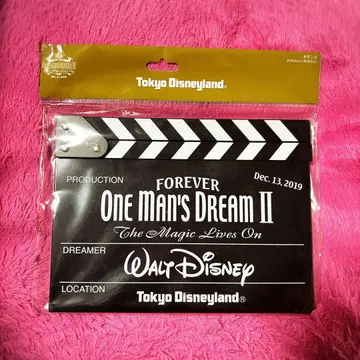 Tokyo Disneyland®
PRODUCTION
FOREVER
ONE MAN'S DREAM II
The Magic Lives On
Dec. 13, 2019
DREAMER
WALT DISNEY
LOCATION
Tokyo Disneyland®